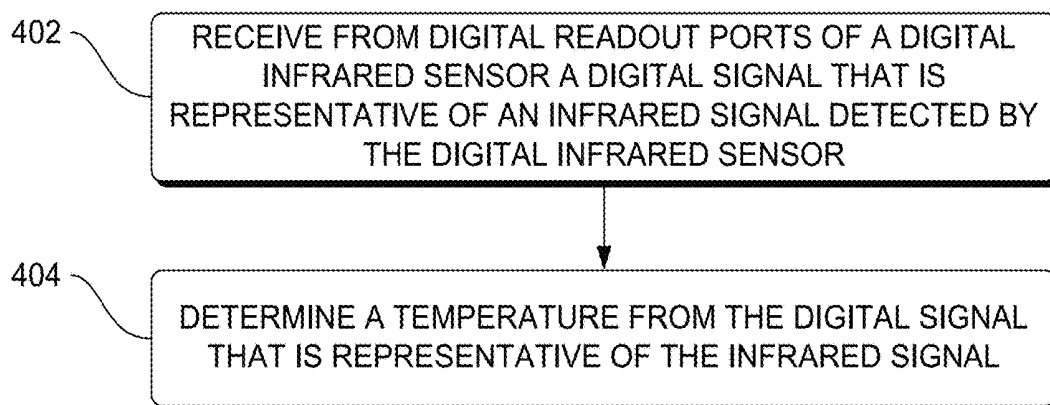 402
RECEIVE FROM DIGITAL READOUT PORTS OF A DIGITAL
INFRARED SENSOR A DIGITAL SIGNAL THAT IS
REPRESENTATIVE OF AN INFRARED SIGNAL DETECTED BY
THE DIGITAL INFRARED SENSOR
404
DETERMINE A TEMPERATURE FROM THE DIGITAL SIGNAL
THAT IS REPRESENTATIVE OF THE INFRARED SIGNAL